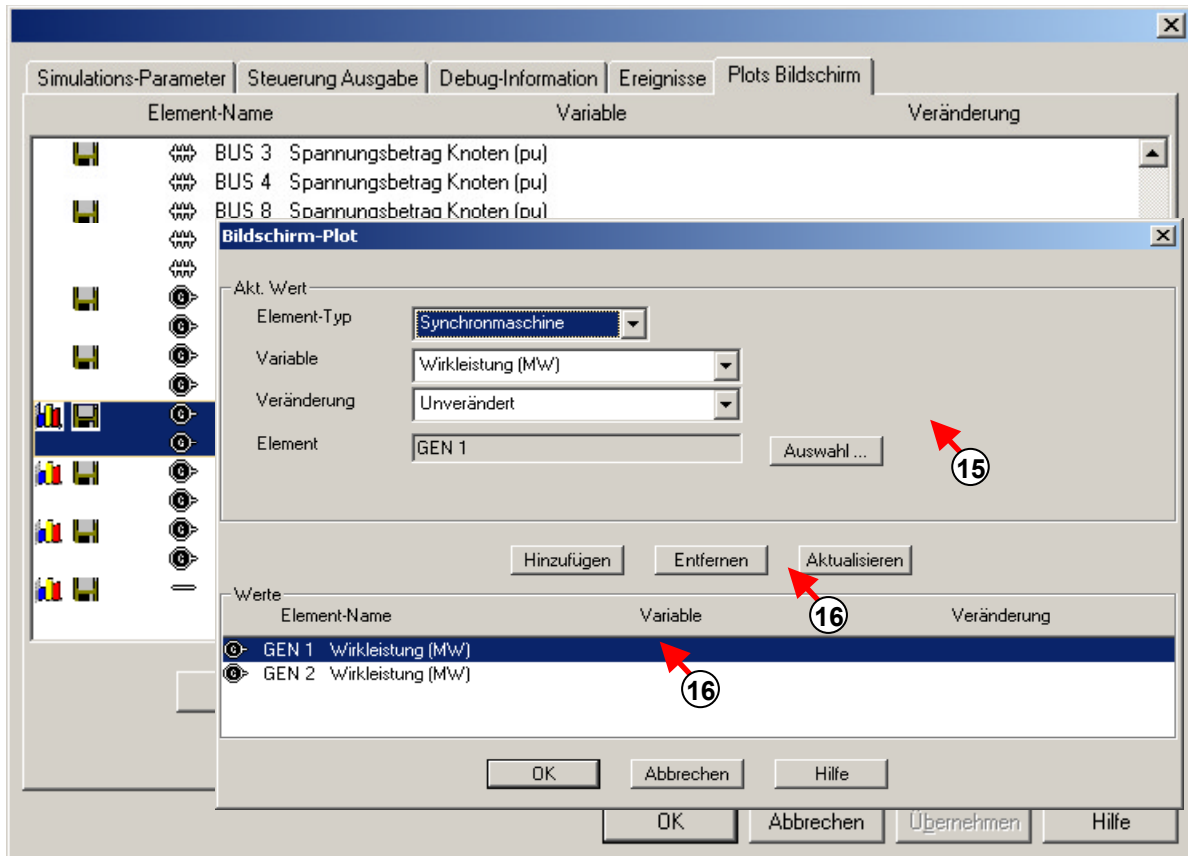 Simulations-Parameter Steuerung Ausgabe Debug-Information Ereignisse Plots Bildschirm
Element-Name Variable Veränderung
BUS 3 Spannungsbetrag Knoten (pu)
BUS 4 Spannungsbetrag Knoten (pu)
BUS 8 Spannungsbetrag Knoten (pu)
Bildschirm-Plot
Akt. Wert
Element-Typ Synchronmaschine
Variable Wirkleistung (MW)
Veränderung Unverändert
Element GEN 1 Auswahl ...
15
Hinzufügen Entfernen Aktualisieren
16
Werte
Element-Name Variable Veränderung
GEN 1 Wirkleistung (MW)
GEN 2 Wirkleistung (MW)
16
OK Abbrechen Hilfe
OK Abbrechen Übernehmen Hilfe